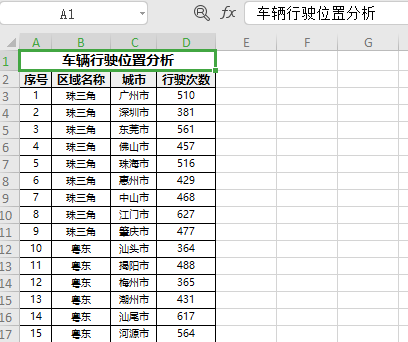 A1 fx 车辆行驶位置分析
A B C D E F G
1 车辆行驶位置分析
2 序号 区域名称 城市 行驶次数
3 1 珠三角 广州市 510
4 2 珠三角 深圳市 381
5 3 珠三角 东莞市 561
6 4 珠三角 佛山市 457
7 5 珠三角 珠海市 516
8 6 珠三角 惠州市 429
9 7 珠三角 中山市 468
10 8 珠三角 江门市 627
11 9 珠三角 肇庆市 477
12 10 粤东 汕头市 364
13 11 粤东 揭阳市 488
14 12 粤东 梅州市 365
15 13 粤东 潮州市 431
16 14 粤东 汕尾市 617
17 15 粤东 河源市 564